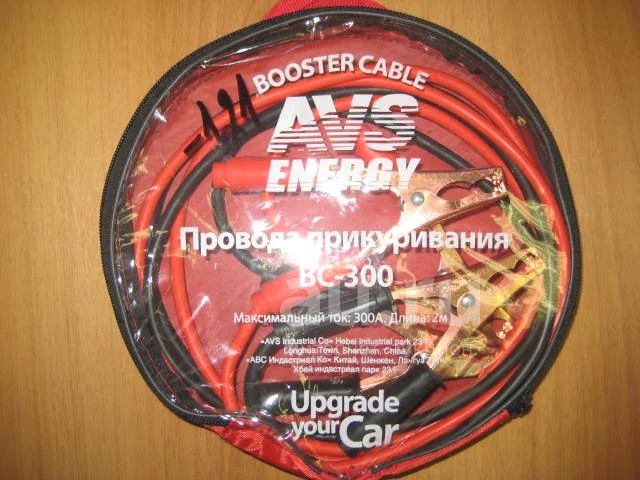 -191
BOOSTER CABLE
AVS
ENERGY
Провода прикуривания
BC-300
Максимальный ток: 300А. Длина: 2м
«AVS Industrial Co» Hebei Industrial park 23/F
Longhua Town, Shenzhen, China
«АВС Индастриал Ко» Китай, Шенжен,
Хбей индастриал парк 23/F
Upgrade
your Car